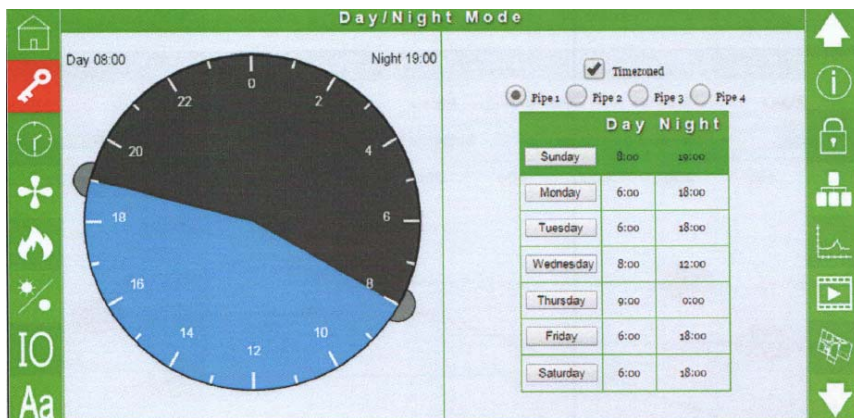 Day/Night Mode
Day 08:00
Night 19:00
0
2
4
6
8
10
12
14
16
18
20
22
Timezoned
Pipe 1 Pipe 2 Pipe 3 Pipe 4
Day Night
Sunday 8:00 19:00
Monday 6:00 18:00
Tuesday 6:00 18:00
Wednesday 8:00 12:00
Thursday 9:00 0:00
Friday 6:00 18:00
Saturday 6:00 18:00
IO
Aa